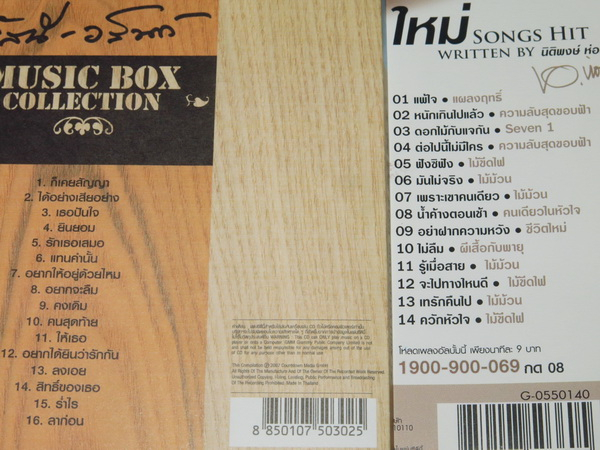 MUSIC BOX
COLLECTION
1. ก็เคยสัญญา
2. ได้อย่างเสียอย่าง
3. เธอปันใจ
4. ยินยอม
5. รักเธอเสมอ
6. แทนคำนั้น
7. อยากให้อยู่ด้วยไหม
8. อยากจะลืม
9. คงเดิม
10. คนสุดท้าย
11. ให้เธอ
12. อยากได้ยินว่ารักกัน
13. ลงเอย
14. สิทธิ์ของเธอ
15. ร่ำไร
16. ลาก่อน
8 850107 503025
ใหม่ SONGS HIT
WRITTEN BY นิติพงษ์ ห่อ
01 แพ้ใจ • แผลงฤทธิ์
02 หนักเกินไปแล้ว • ความลับสุดขอบฟ้า
03 ดอกไม้กับแจกัน • Seven 1
04 ต่อไปนี้ไม่มีใคร • ความลับสุดขอบฟ้า
05 ฟังซิฟัง • ไม้ขีดไฟ
06 มันไม่จริง • ไม้ม้วน
07 เพราะเขาคนเดียว • ไม้ม้วน
08 น้ำค้างตอนเช้า • คนเดียวในหัวใจ
09 อย่าฝากความหวัง • ชีวิตใหม่
10 ไม่ลืม • ผีเสื้อกับพายุ
11 รู้เมื่อสาย • ไม้ม้วน
12 จะไปทางไหนดี • ไม้ขีดไฟ
13 เทรักคืนไป • ไม้ม้วน
14 ควักหัวใจ • ไม้ขีดไฟ
โหลดเพลงอัลบั้มนี้ เพียงนาทีละ 9 บาท
1900-900-069 กด 08
G-0550140